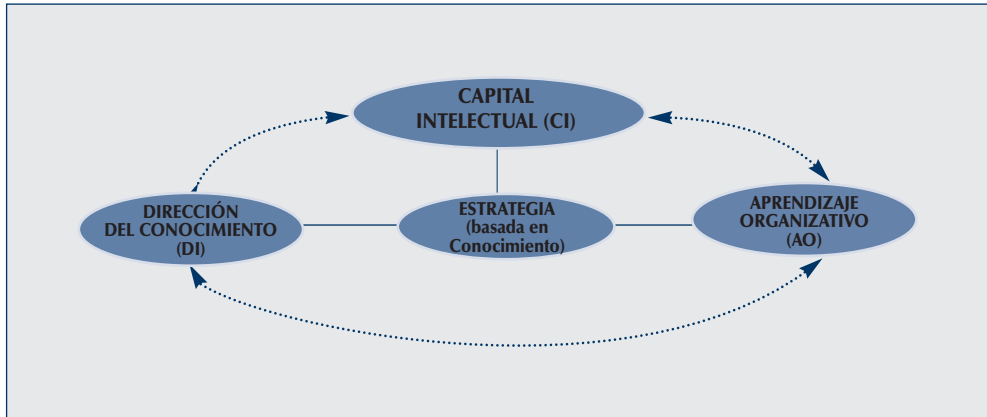 CAPITAL
INTELECTUAL (CI)
DIRECCIÓN
DEL CONOCIMIENTO
(DI)
ESTRATEGIA
(basada en
Conocimiento)
APRENDIZAJE
ORGANIZATIVO
(AO)